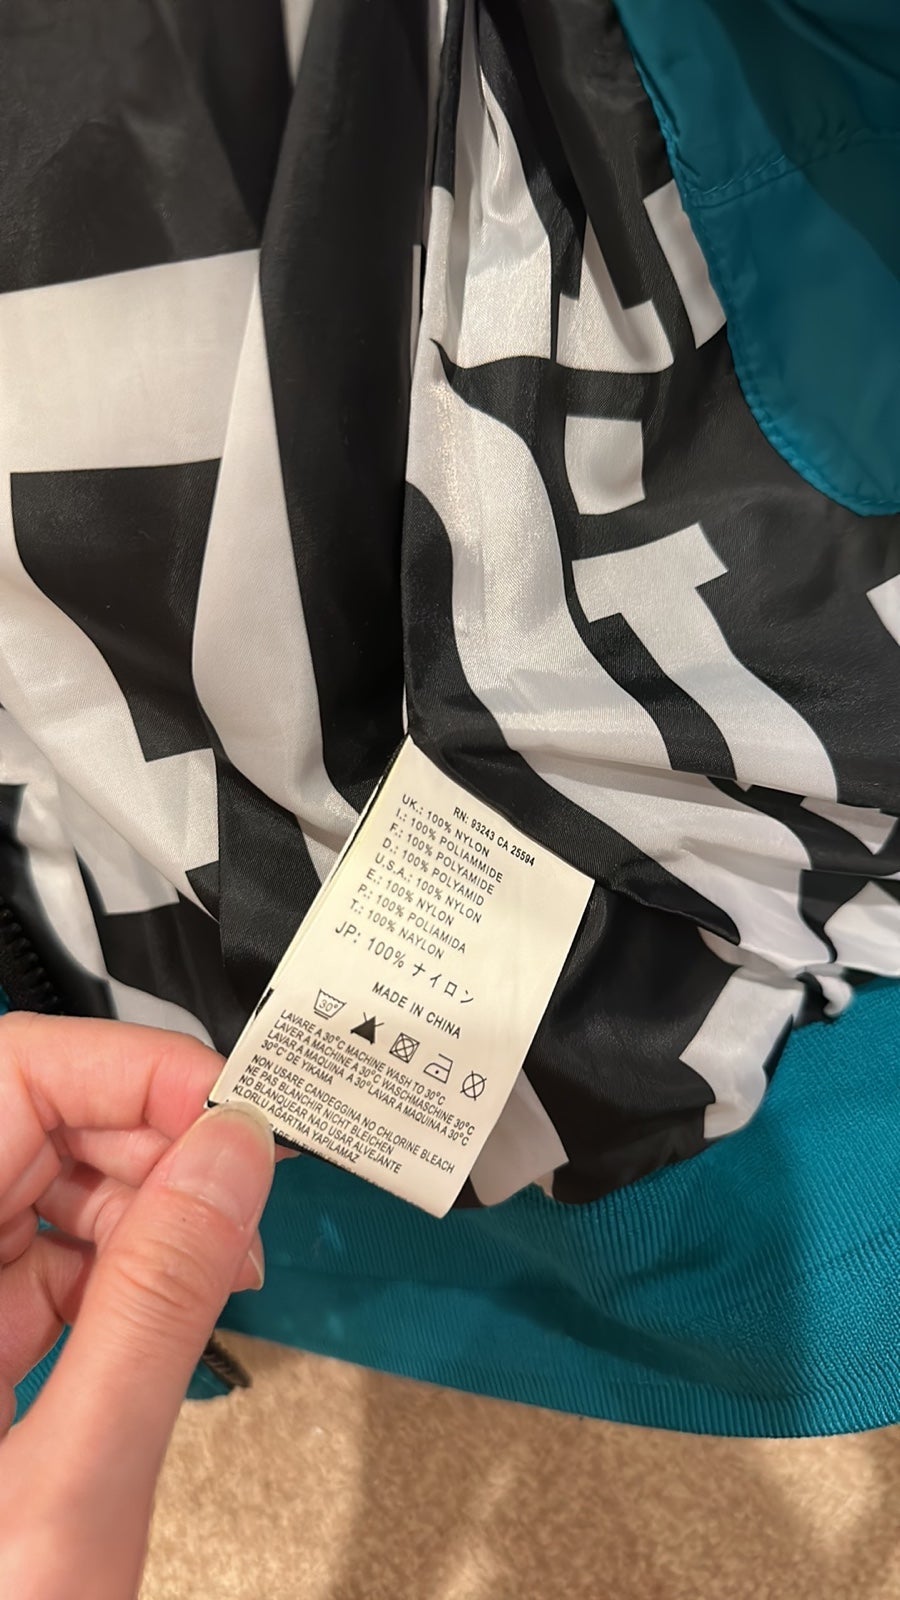 RN: 93243 CA 25594
UK.: 100% NYLON
I.: 100% POLIAMMIDE
F.: 100% POLYAMIDE
D.: 100% POLYAMID
U.S.A.: 100% NYLON
E.: 100% NYLON
P.: 100% POLIAMIDA
T.: 100% NAYLON
JP: 100% ナイロン
MADE IN CHINA
30°
LAVARE A 30°C MACHINE WASH TO 30°C
LAVER A MACHINE A 30°C WASCHMASCHINE 30°C
LAVAR A MAQUINA A 30° LAVAR A MAQUINA A 30°C
30°C DE YIKAMA
NON USARE CANDEGGINA NO CHLORINE BLEACH
NE BAS BLANCHIR NICHT BLEICHEN
NO BLANQUEAR NAO USAR ALVEJANTE
KLORLU AĞARTMA YAPILAMAZ